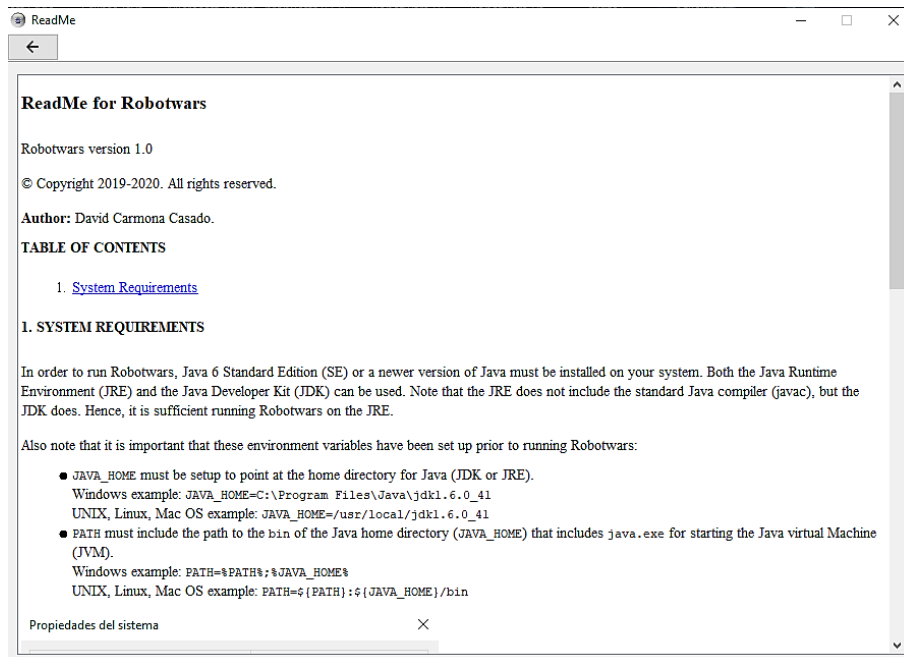 ReadMe
ReadMe for Robotwars
Robotwars version 1.0
© Copyright 2019-2020. All rights reserved.
Author: David Carmona Casado.
TABLE OF CONTENTS
1. System Requirements
1. SYSTEM REQUIREMENTS
In order to run Robotwars, Java 6 Standard Edition (SE) or a newer version of Java must be installed on your system. Both the Java Runtime
Environment (JRE) and the Java Developer Kit (JDK) can be used. Note that the JRE does not include the standard Java compiler (javac), but the
JDK does. Hence, it is sufficient running Robotwars on the JRE.
Also note that it is important that these environment variables have been set up prior to running Robotwars:
● JAVA_HOME must be setup to point at the home directory for Java (JDK or JRE).
Windows example: JAVA_HOME=C:\Program Files\Java\jdk1.6.0_41
UNIX, Linux, Mac OS example: JAVA_HOME=/usr/local/jdk1.6.0_41
● PATH must include the path to the bin of the Java home directory (JAVA_HOME) that includes java.exe for starting the Java virtual Machine
(JVM).
Windows example: PATH=%PATH%;%JAVA_HOME%
UNIX, Linux, Mac OS example: PATH=${PATH}:${JAVA_HOME}/bin
Propiedades del sistema